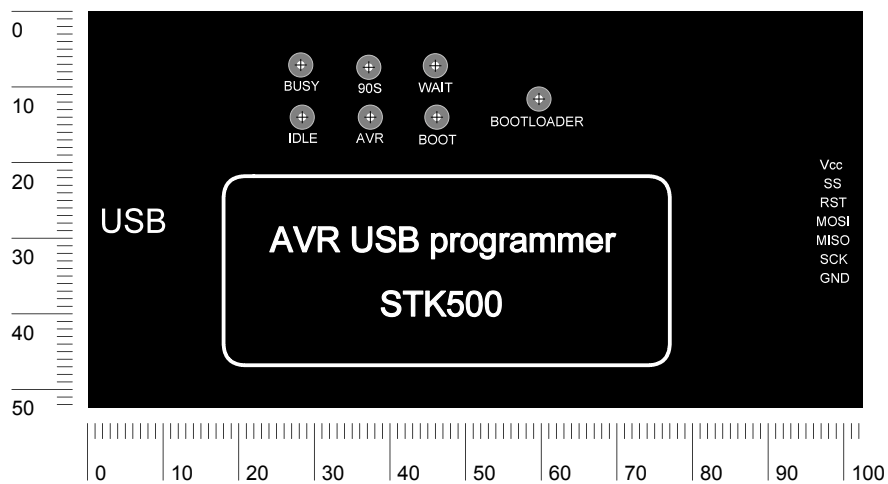 0
10
20
30
40
50
BUSY 90S WAIT
IDLE AVR BOOT BOOTLOADER
USB
AVR USB programmer
STK500
Vcc
SS
RST
MOSI
MISO
SCK
GND
0 10 20 30 40 50 60 70 80 90 100